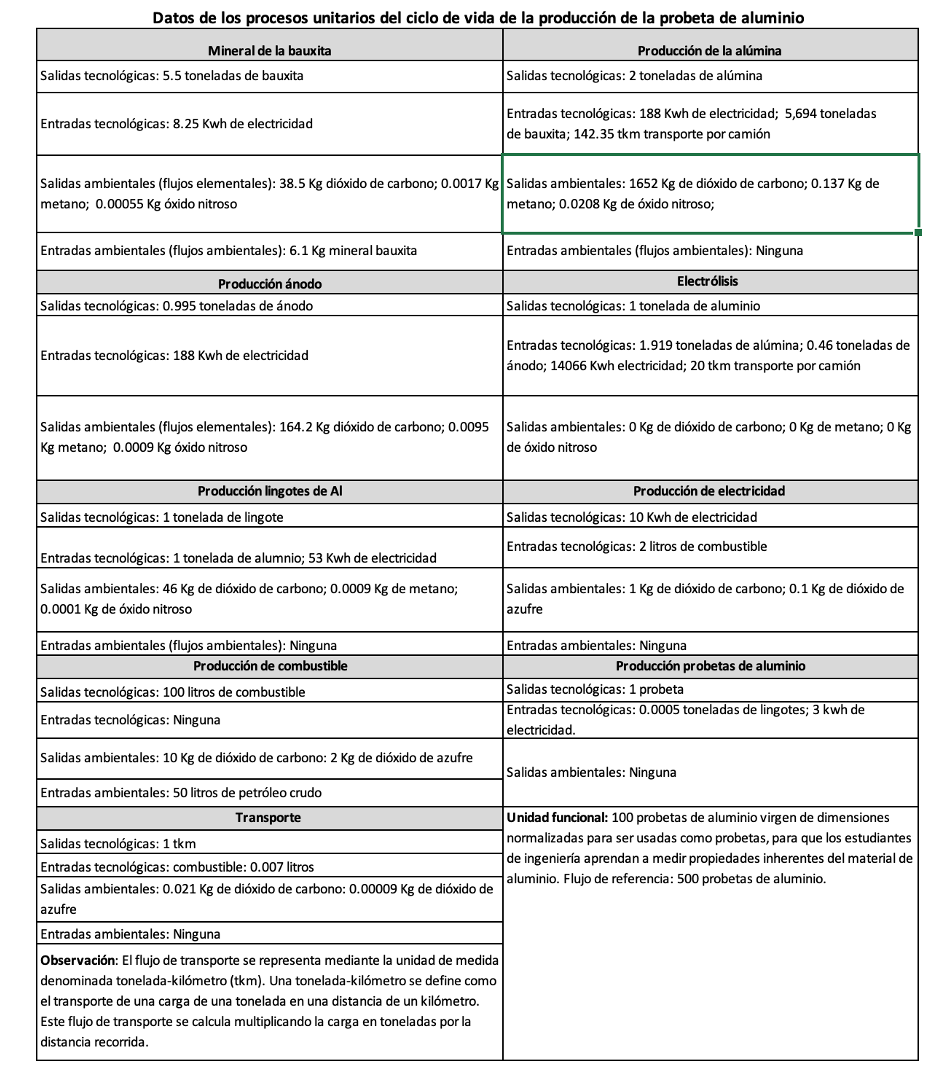 Datos de los procesos unitarios del ciclo de vida de la producción de la probeta de aluminio
Mineral de la bauxita
Producción de la alúmina
Salidas tecnológicas: 5.5 toneladas de bauxita
Salidas tecnológicas: 2 toneladas de alúmina
Entradas tecnológicas: 8.25 Kwh de electricidad
Entradas tecnológicas: 188 Kwh de electricidad; 5,694 toneladas
de bauxita; 142.35 tkm transporte por camión
Salidas ambientales (flujos elementales): 38.5 Kg dióxido de carbono; 0.0017 Kg
metano; 0.00055 Kg óxido nitroso
Salidas ambientales: 1652 Kg de dióxido de carbono; 0.137 Kg de
metano; 0.0208 Kg de óxido nitroso;
Entradas ambientales (flujos ambientales): 6.1 Kg mineral bauxita
Entradas ambientales (flujos ambientales): Ninguna
Producción ánodo
Electrólisis
Salidas tecnológicas: 0.995 toneladas de ánodo
Salidas tecnológicas: 1 tonelada de aluminio
Entradas tecnológicas: 188 Kwh de electricidad
Entradas tecnológicas: 1.919 toneladas de alúmina; 0.46 toneladas de
ánodo; 14066 Kwh electricidad; 20 tkm transporte por camión
Salidas ambientales (flujos elementales): 164.2 Kg dióxido de carbono; 0.0095
Kg metano; 0.0009 Kg óxido nitroso
Salidas ambientales: 0 Kg de dióxido de carbono; 0 Kg de metano; 0 Kg
de óxido nitroso
Producción lingotes de Al
Producción de electricidad
Salidas tecnológicas: 1 tonelada de lingote
Salidas tecnológicas: 10 Kwh de electricidad
Entradas tecnológicas: 1 tonelada de alumnio; 53 Kwh de electricidad
Entradas tecnológicas: 2 litros de combustible
Salidas ambientales: 46 Kg de dióxido de carbono; 0.0009 Kg de metano;
0.0001 Kg de óxido nitroso
Salidas ambientales: 1 Kg de dióxido de carbono; 0.1 Kg de dióxido de
azufre
Entradas ambientales (flujos ambientales): Ninguna
Entradas ambientales: Ninguna
Producción de combustible
Producción probetas de aluminio
Salidas tecnológicas: 100 litros de combustible
Salidas tecnológicas: 1 probeta
Entradas tecnológicas: Ninguna
Entradas tecnológicas: 0.0005 toneladas de lingotes; 3 kwh de
electricidad.
Salidas ambientales: 10 Kg de dióxido de carbono: 2 Kg de dióxido de azufre
Salidas ambientales: Ninguna
Entradas ambientales: 50 litros de petróleo crudo
Transporte
Salidas tecnológicas: 1 tkm
Entradas tecnológicas: combustible: 0.007 litros
Salidas ambientales: 0.021 Kg de dióxido de carbono: 0.00009 Kg de dióxido de
azufre
Entradas ambientales: Ninguna
Observación: El flujo de transporte se representa mediante la unidad de medida
denominada tonelada-kilómetro (tkm). Una tonelada-kilómetro se define como
el transporte de una carga de una tonelada en una distancia de un kilómetro.
Este flujo de transporte se calcula multiplicando la carga en toneladas por la
distancia recorrida.
Unidad funcional: 100 probetas de aluminio virgen de dimensiones
normalizadas para ser usadas como probetas, para que los estudiantes
de ingeniería aprendan a medir propiedades inherentes del material de
aluminio. Flujo de referencia: 500 probetas de aluminio.